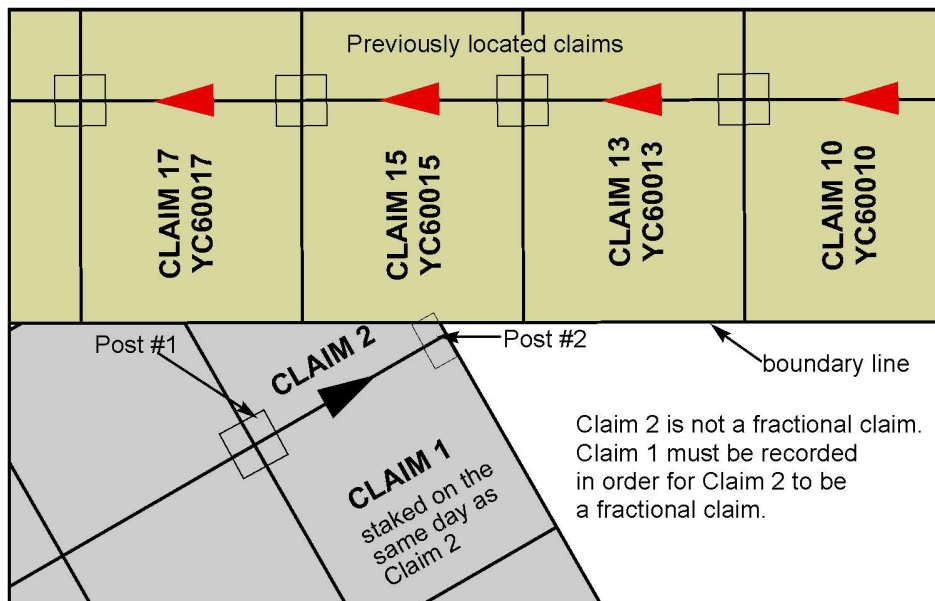 Previously located claims
CLAIM 17
YC60017
CLAIM 15
YC60015
CLAIM 13
YC60013
CLAIM 10
YC60010
Post #1
CLAIM 2
Post #2
boundary line
CLAIM 1
staked on the
same day as
Claim 2
Claim 2 is not a fractional claim.
Claim 1 must be recorded
in order for Claim 2 to be
a fractional claim.